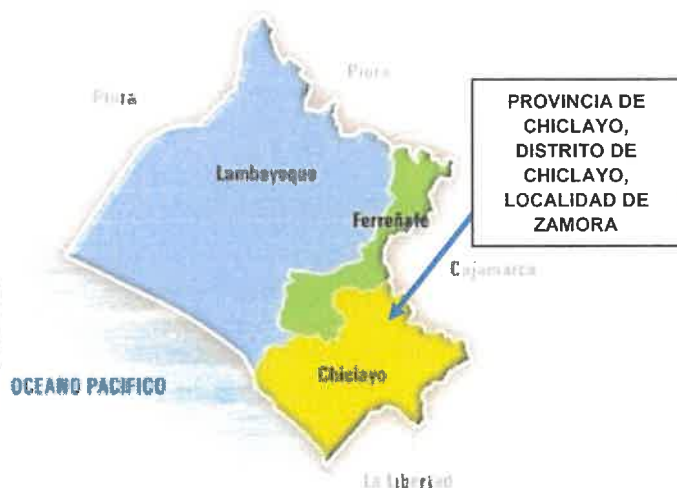 Piura
Piura
PROVINCIA DE
CHICLAYO,
DISTRITO DE
CHICLAYO,
LOCALIDAD DE
ZAMORA
Lambayeque
Ferreñafe
Cajamarca
Chiclayo
OCEANO PACIFICO
La Libertad